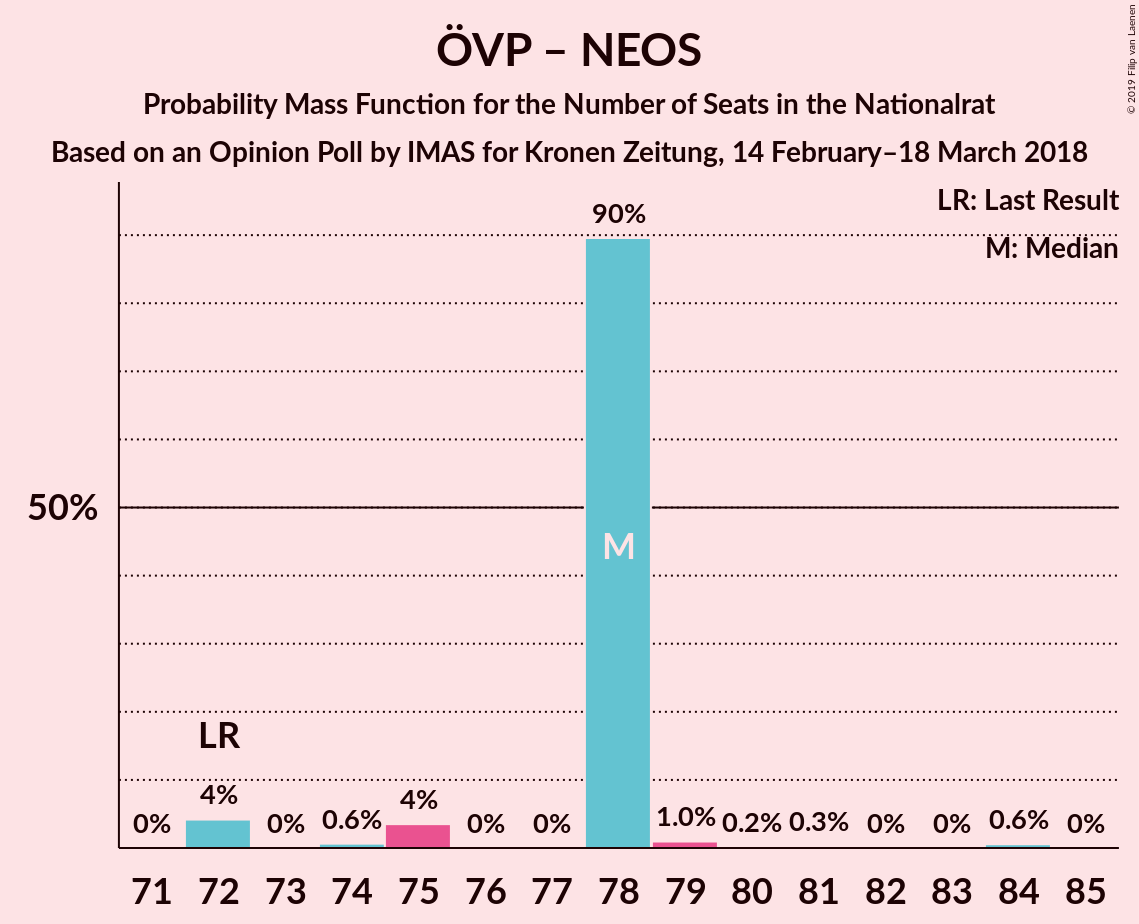 ÖVP – NEOS
Probability Mass Function for the Number of Seats in the Nationalrat
Based on an Opinion Poll by IMAS for Kronen Zeitung, 14 February–18 March 2018
© 2019 Filip van Laenen
LR: Last Result
M: Median
90%
50%
M
LR
0% 4% 0% 0.6% 4% 0% 0% 1.0% 0.2% 0.3% 0% 0% 0.6% 0%
71 72 73 74 75 76 77 78 79 80 81 82 83 84 85